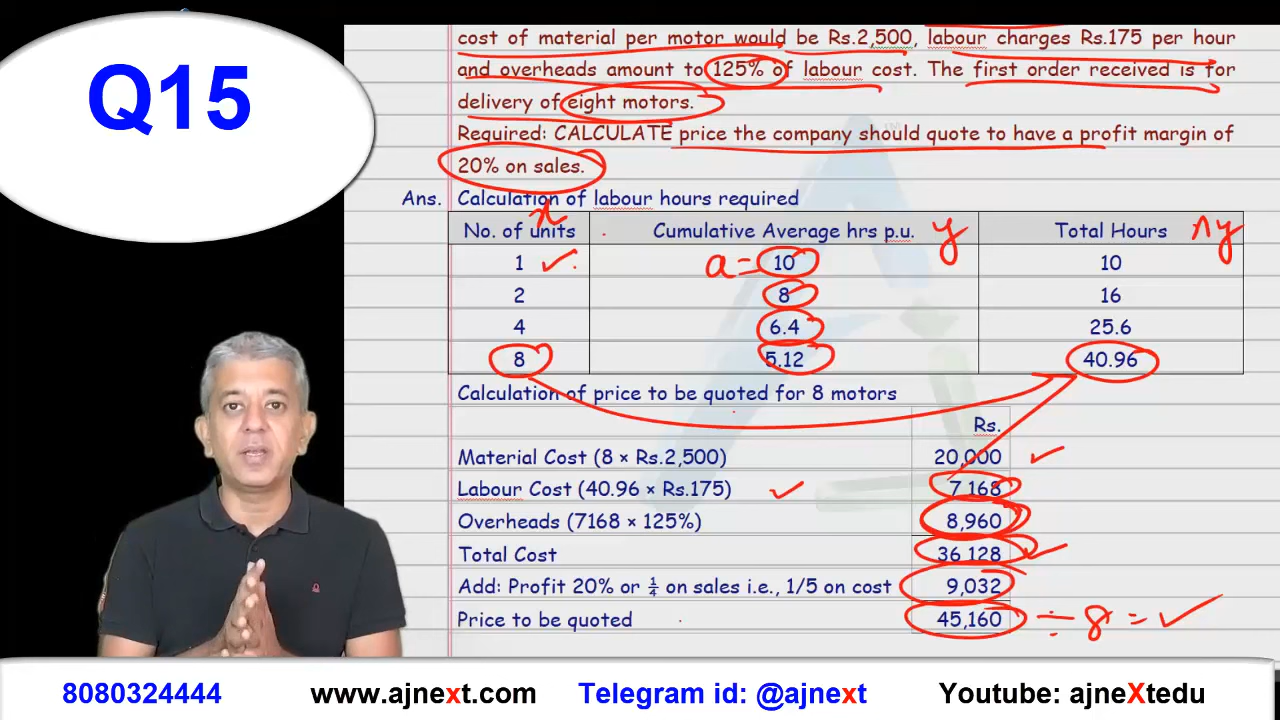 Q15
cost of material per motor would be Rs.2,500, labour charges Rs.175 per hour
and overheads amount to 125% of labour cost. The first order received is for
delivery of eight motors.
Required: CALCULATE price the company should quote to have a profit margin of
20% on sales.
Ans. Calculation of labour hours required
No. of units x Cumulative Average hrs p.u. y Total Hours xy
1 a= 10 10
2 8 16
4 6.4 25.6
8 5.12 40.96
Calculation of price to be quoted for 8 motors
Rs.
Material Cost (8 × Rs.2,500) 20,000
Labour Cost (40.96 × Rs.175) 7168
Overheads (7168 × 125%) 8,960
Total Cost 36,128
Add: Profit 20% or 1/4 on sales i.e., 1/5 on cost 9,032
Price to be quoted 45,160 ÷ 8 =
8080324444 www.ajnext.com Telegram id: @ajnext Youtube: ajneXtedu